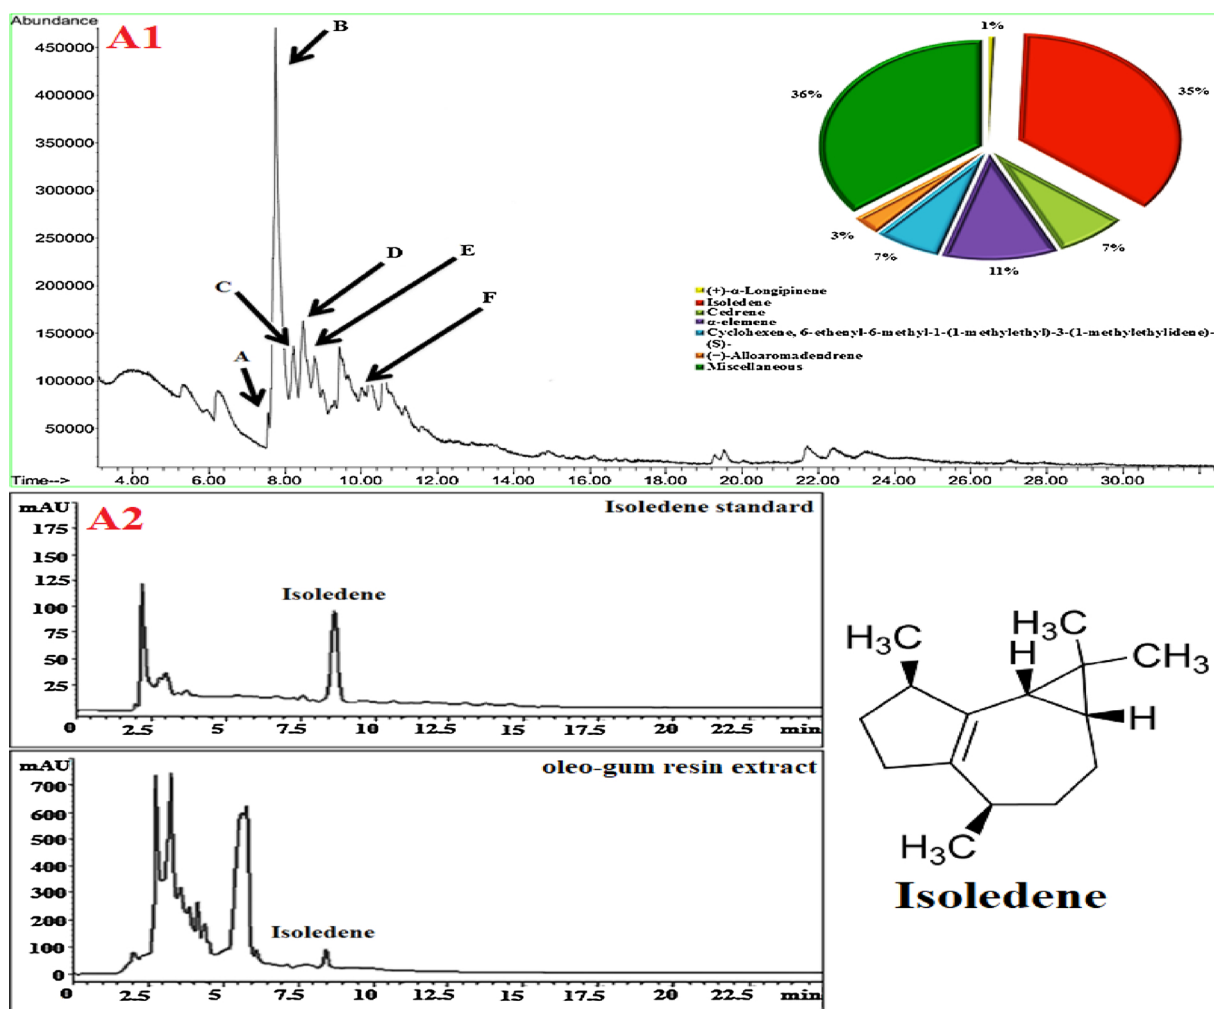 Abundance
A1
450000
400000
350000
300000
250000
200000
150000
100000
50000
A
B
C
D
E
F
Time-->
4.00 6.00 8.00 10.00 12.00 14.00 16.00 18.00 20.00 22.00 24.00 26.00 28.00 30.00
1%
35%
7%
11%
7%
3%
36%
(+)-α-Longipinene
Isoledene
Cedrene
α-elemene
Cyclohexene, 6-ethenyl-6-methyl-1-(1-methylethyl)-3-(1-methylethylidene)-
(S)-
(−)-Alloaromadendrene
Miscellaneous
mAU
A2
Isoledene standard
175
150
125
100
75
50
25
Isoledene
0 2.5 5 7.5 10 12.5 15 17.5 20 22.5 min
mAU
oleo-gum resin extract
700
600
500
400
300
200
100
0
Isoledene
0 2.5 5 7.5 10 12.5 15 17.5 20 22.5 min
H₃C
H₃C
H
CH₃
H
H₃C
Isoledene